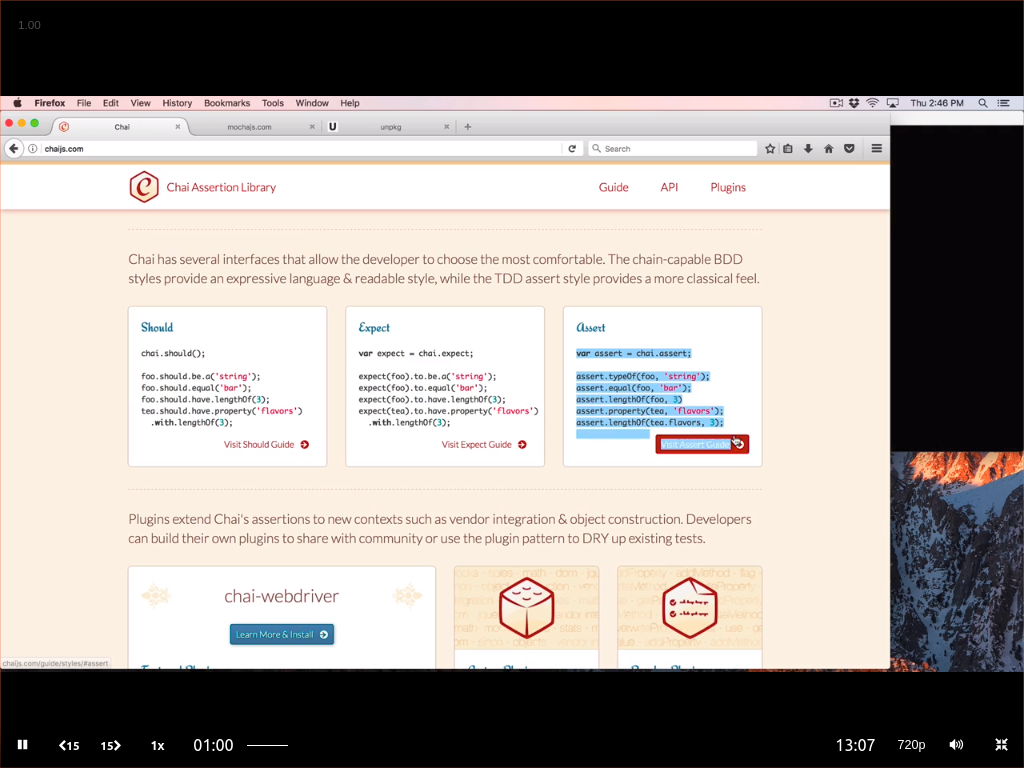 1.00
Firefox File Edit View History Bookmarks Tools Window Help Thu 2:46 PM
Chai mochajs.com U unpkg
chaijs.com Search
Chai Assertion Library Guide API Plugins
Chai has several interfaces that allow the developer to choose the most comfortable. The chain-capable BDD
styles provide an expressive language & readable style, while the TDD assert style provides a more classical feel.
Should
chai.should();
foo.should.be.a('string');
foo.should.equal('bar');
foo.should.have.lengthOf(3);
tea.should.have.property('flavors')
.with.lengthOf(3);
Visit Should Guide
Expect
var expect = chai.expect;
expect(foo).to.be.a('string');
expect(foo).to.equal('bar');
expect(foo).to.have.lengthOf(3);
expect(tea).to.have.property('flavors')
.with.lengthOf(3);
Visit Expect Guide
Assert
var assert = chai.assert;
assert.typeOf(foo, 'string');
assert.equal(foo, 'bar');
assert.lengthOf(foo, 3)
assert.property(tea, 'flavors');
assert.lengthOf(tea.flavors, 3);
Visit Assert Guide
Plugins extend Chai's assertions to new contexts such as vendor integration & object construction. Developers
can build their own plugins to share with community or use the plugin pattern to DRY up existing tests.
chai-webdriver
Learn More & Install
chaijs.com/guide/styles/#assert
15 15 1x 01:00 13:07 720p